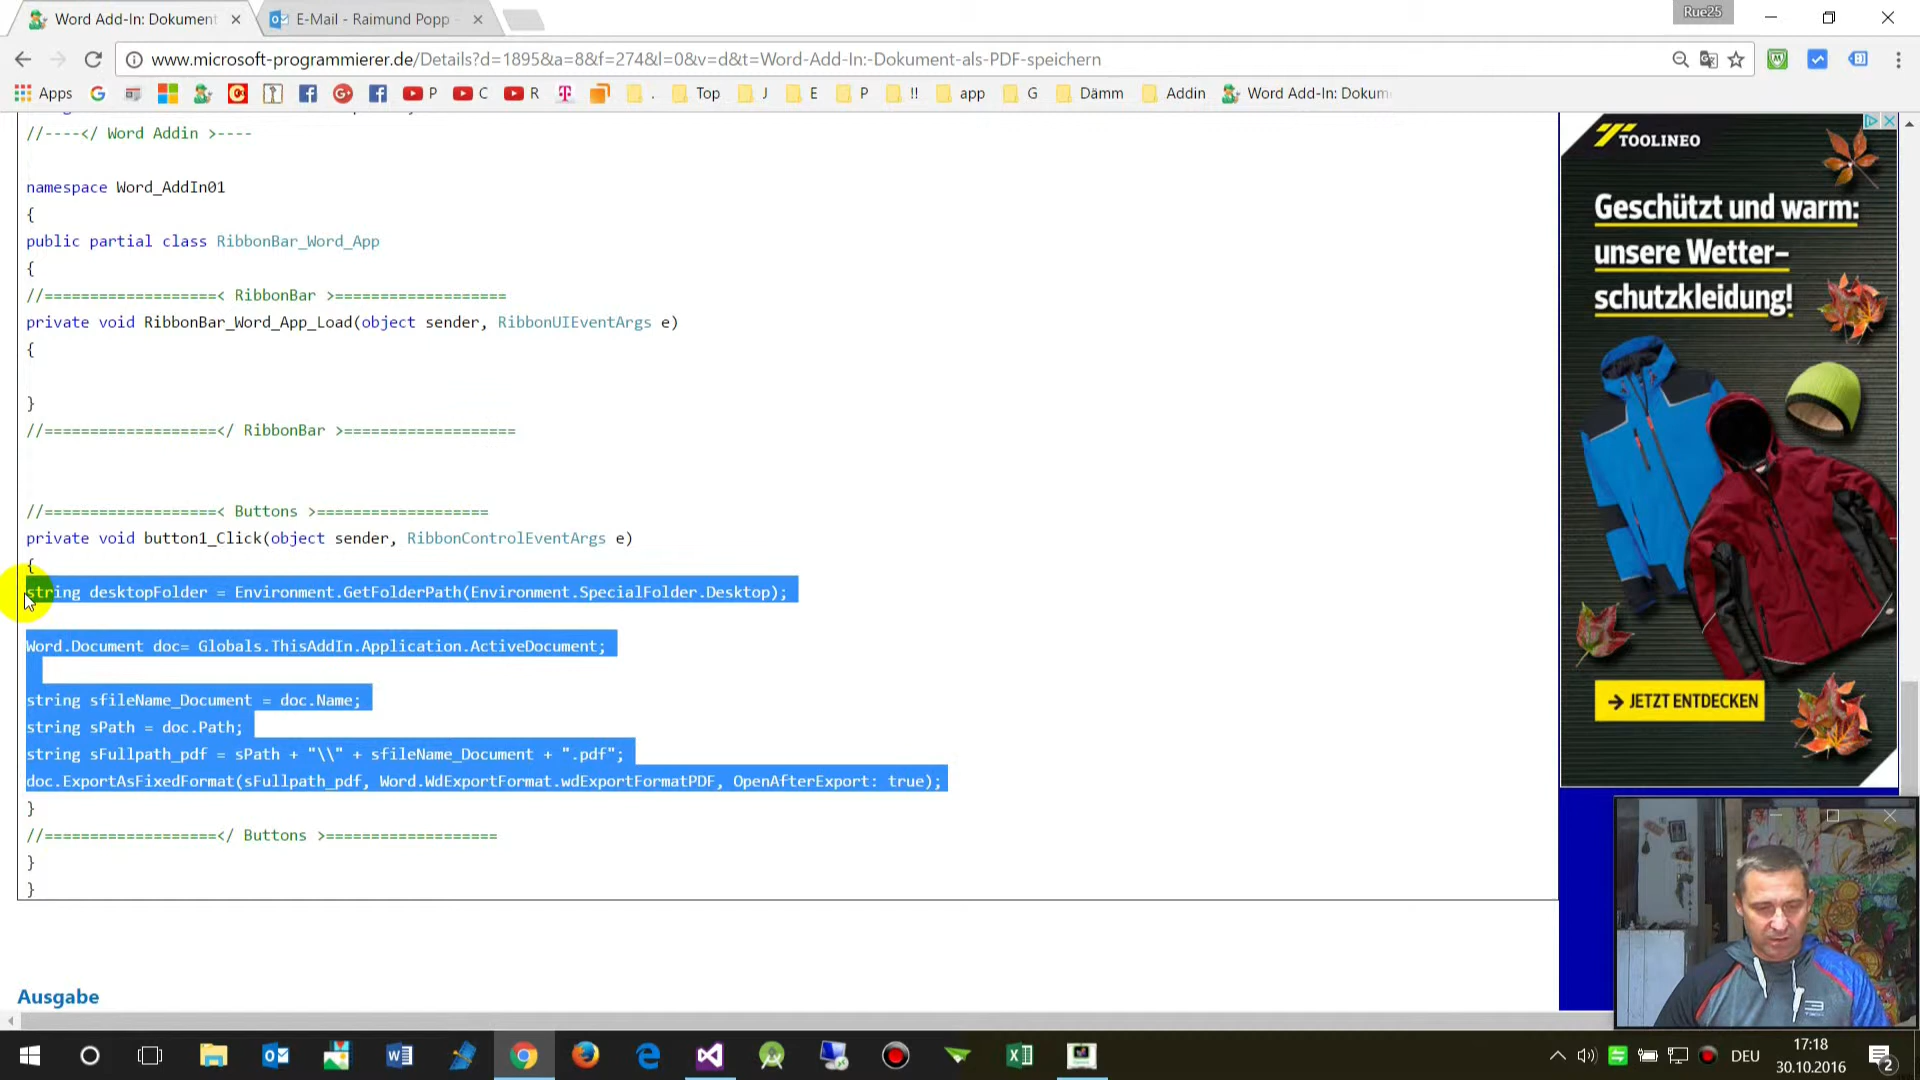 Word Add-In: Dokument
E-Mail - Raimund Popp
Rue25
www.microsoft-programmierer.de/Details?d=1895&a=8&f=274&l=0&v=d&t=Word-Add-In:-Dokument-als-PDF-speichern
Apps
P
C
R
.
Top
J
E
P
!!
app
G
Dämm
Addin
Word Add-In: Dokum
//----</ Word Addin >----
namespace Word_AddIn01
{
public partial class RibbonBar_Word_App
{
//===================< RibbonBar >===================
private void RibbonBar_Word_App_Load(object sender, RibbonUIEventArgs e)
{
}
//===================</ RibbonBar >===================
//===================< Buttons >===================
private void button1_Click(object sender, RibbonControlEventArgs e)
{
string desktopFolder = Environment.GetFolderPath(Environment.SpecialFolder.Desktop);
Word.Document doc= Globals.ThisAddIn.Application.ActiveDocument;
string sfileName_Document = doc.Name;
string sPath = doc.Path;
string sFullpath_pdf = sPath + "\\" + sfileName_Document + ".pdf";
doc.ExportAsFixedFormat(sFullpath_pdf, Word.WdExportFormat.wdExportFormatPDF, OpenAfterExport: true);
}
//===================</ Buttons >===================
}
}
Ausgabe
TOOLINEO
Geschützt und warm:
unsere Wetter-
schutzkleidung!
→ JETZT ENTDECKEN
DEU
17:18
30.10.2016
2